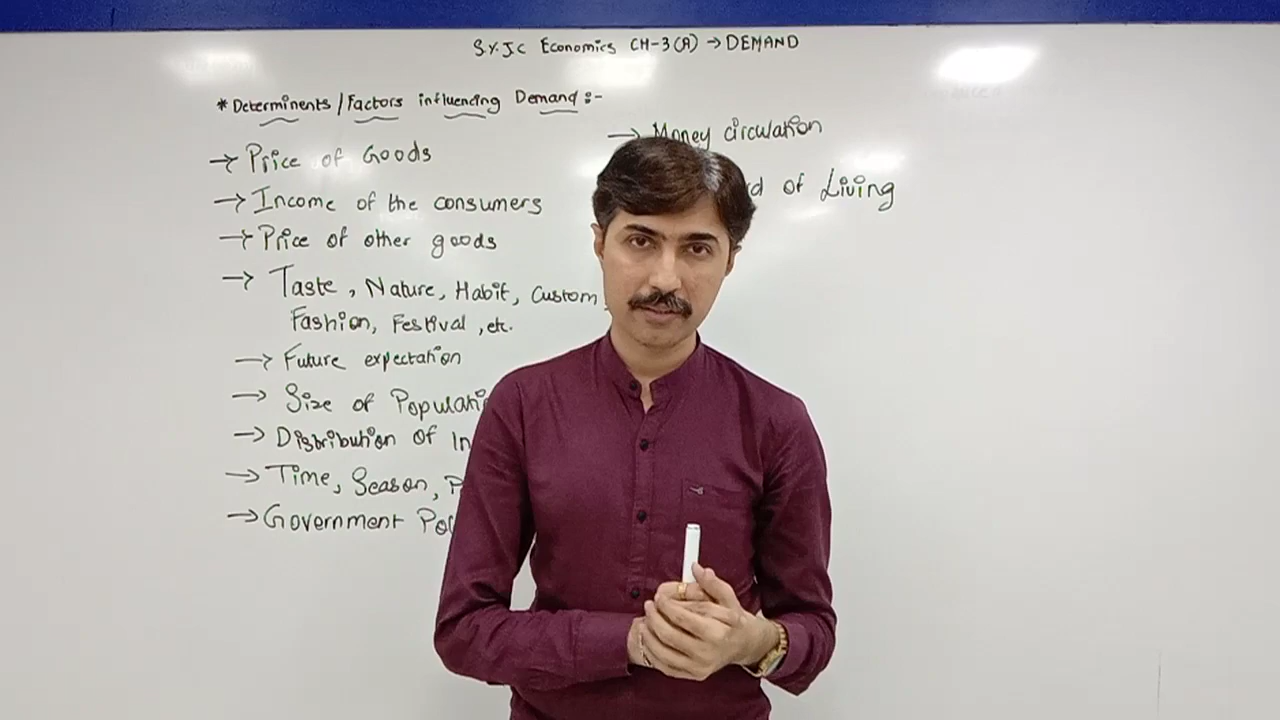 S.Y.J.C Economics CH-3(A) → DEMAND
* Determinents / Factors influencing Demand :-
→ Price of Goods
→ Income of the consumers
→ Price of other goods
→ Taste, Nature, Habit, Custom,
Fashion, Festival, etc.
→ Future expectation
→ Size of
→ Distribution of
→ Time, Season,
→ Government
→ Money circulation
of Living